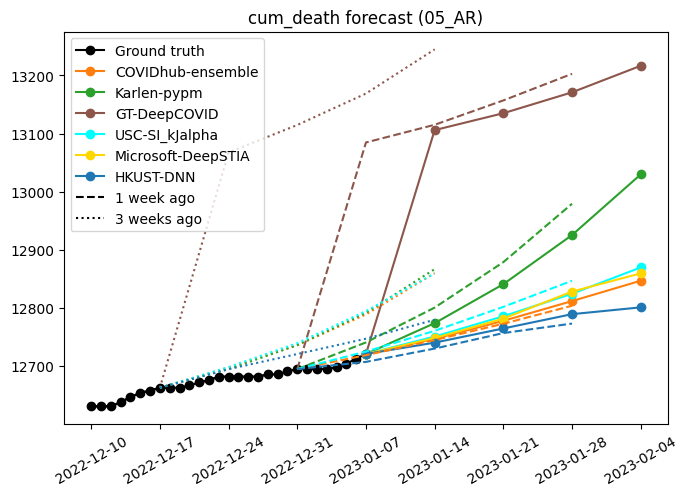 cum_death forecast (05_AR)
Ground truth
COVIDhub-ensemble
Karlen-pypm
GT-DeepCOVID
USC-SI_kJalpha
Microsoft-DeepSTIA
HKUST-DNN
1 week ago
3 weeks ago
13200
13100
13000
12900
12800
12700
2022-12-10
2022-12-17
2022-12-24
2022-12-31
2023-01-07
2023-01-14
2023-01-21
2023-01-28
2023-02-04